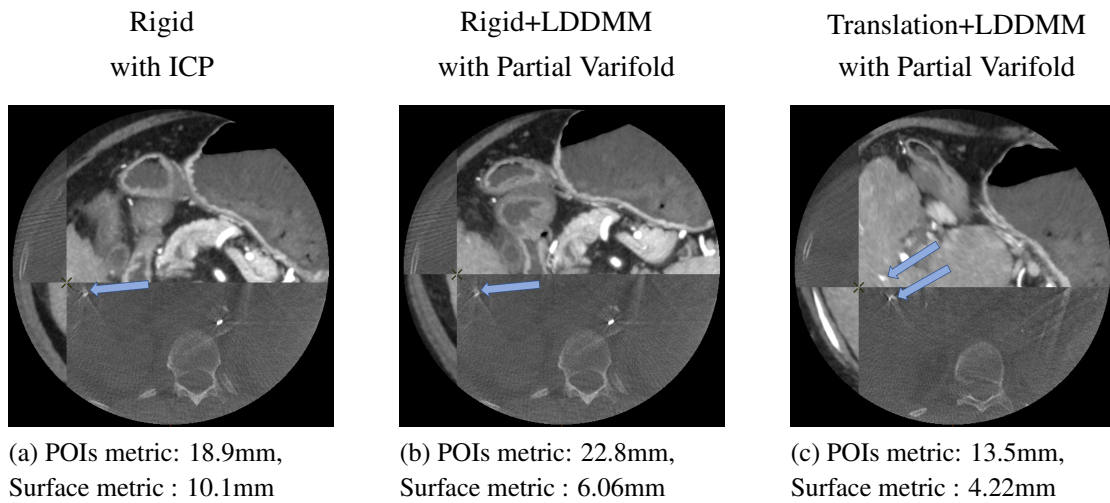 Rigid
with ICP
Rigid+LDDMM
with Partial Varifold
Translation+LDDMM
with Partial Varifold
(a) POIs metric: 18.9mm,
Surface metric : 10.1mm
(b) POIs metric: 22.8mm,
Surface metric : 6.06mm
(c) POIs metric: 13.5mm,
Surface metric : 4.22mm